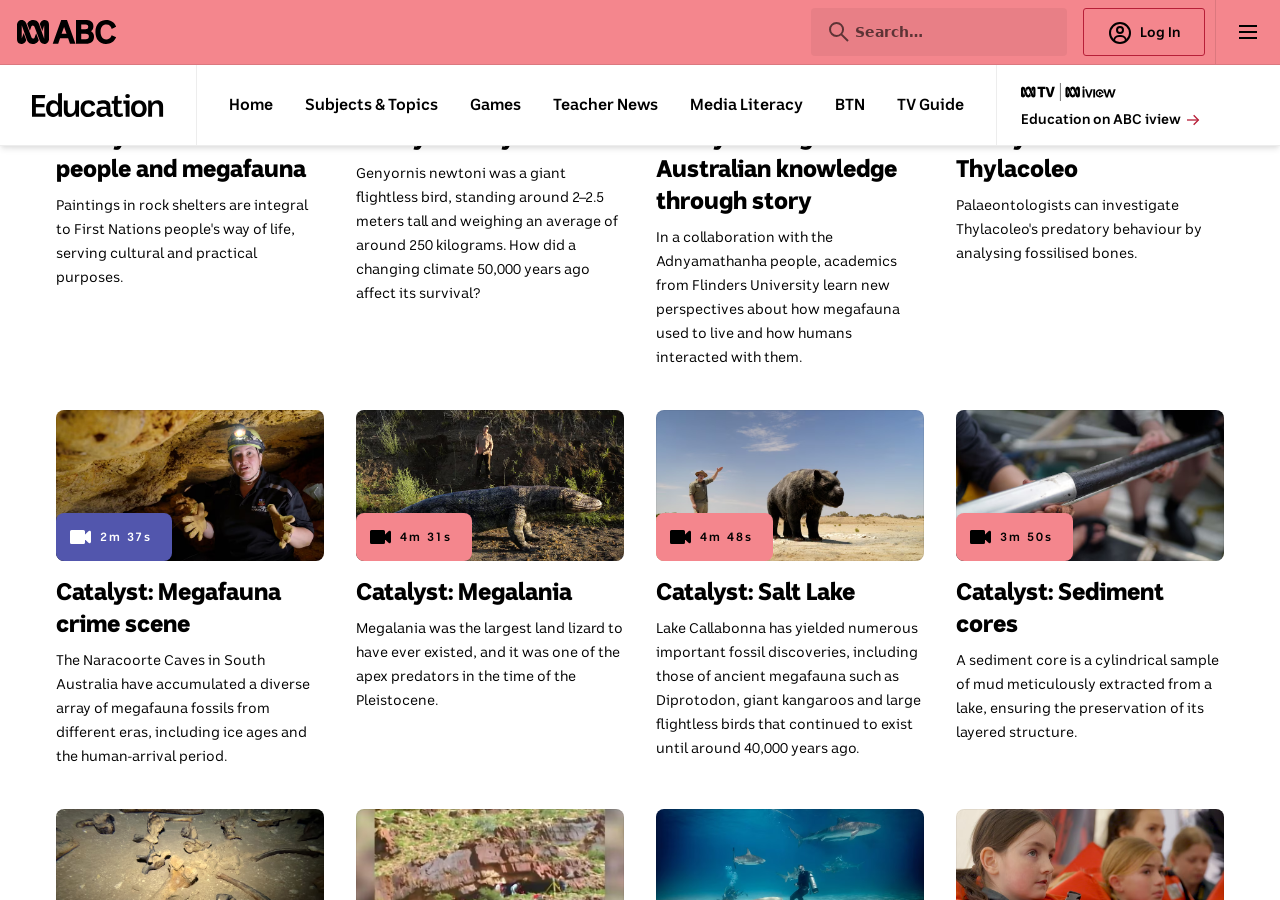 ABC
Search...
Log In
Education
Home
Subjects & Topics
Games
Teacher News
Media Literacy
BTN
TV Guide
TV iview
Education on ABC iview
people and megafauna
Paintings in rock shelters are integral
to First Nations people's way of life,
serving cultural and practical
purposes.
Genyornis newtoni was a giant
flightless bird, standing around 2–2.5
meters tall and weighing an average of
around 250 kilograms. How did a
changing climate 50,000 years ago
affect its survival?
Australian knowledge
through story
In a collaboration with the
Adnyamathanha people, academics
from Flinders University learn new
perspectives about how megafauna
used to live and how humans
interacted with them.
Thylacoleo
Palaeontologists can investigate
Thylacoleo's predatory behaviour by
analysing fossilised bones.
2m 37s
Catalyst: Megafauna
crime scene
The Naracoorte Caves in South
Australia have accumulated a diverse
array of megafauna fossils from
different eras, including ice ages and
the human-arrival period.
4m 31s
Catalyst: Megalania
Megalania was the largest land lizard to
have ever existed, and it was one of the
apex predators in the time of the
Pleistocene.
4m 48s
Catalyst: Salt Lake
Lake Callabonna has yielded numerous
important fossil discoveries, including
those of ancient megafauna such as
Diprotodon, giant kangaroos and large
flightless birds that continued to exist
until around 40,000 years ago.
3m 50s
Catalyst: Sediment
cores
A sediment core is a cylindrical sample
of mud meticulously extracted from a
lake, ensuring the preservation of its
layered structure.